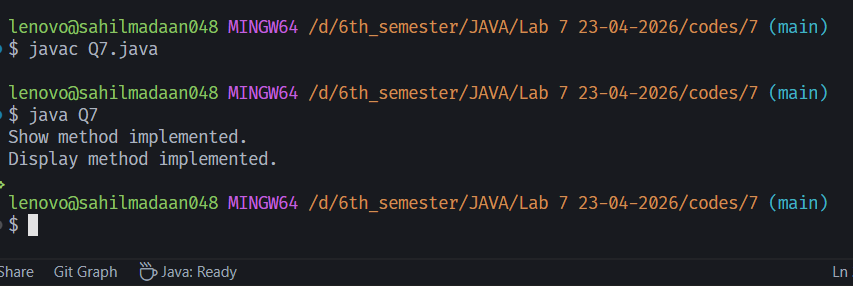 lenovo@sahilmadaan048 MINGW64 /d/6th_semester/JAVA/Lab 7 23-04-2026/codes/7 (main)
$ javac Q7.java
lenovo@sahilmadaan048 MINGW64 /d/6th_semester/JAVA/Lab 7 23-04-2026/codes/7 (main)
$ java Q7
Show method implemented.
Display method implemented.
lenovo@sahilmadaan048 MINGW64 /d/6th_semester/JAVA/Lab 7 23-04-2026/codes/7 (main)
$
Share Git Graph Java: Ready Ln